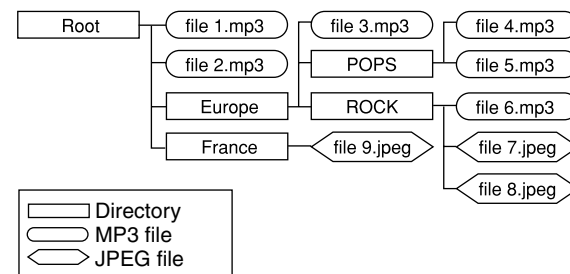 Root file 1.mp3 file 3.mp3 file 4.mp3
file 2.mp3 POPS file 5.mp3
Europe ROCK file 6.mp3
France file 9.jpeg file 7.jpeg
file 8.jpeg
Directory
MP3 file
JPEG file